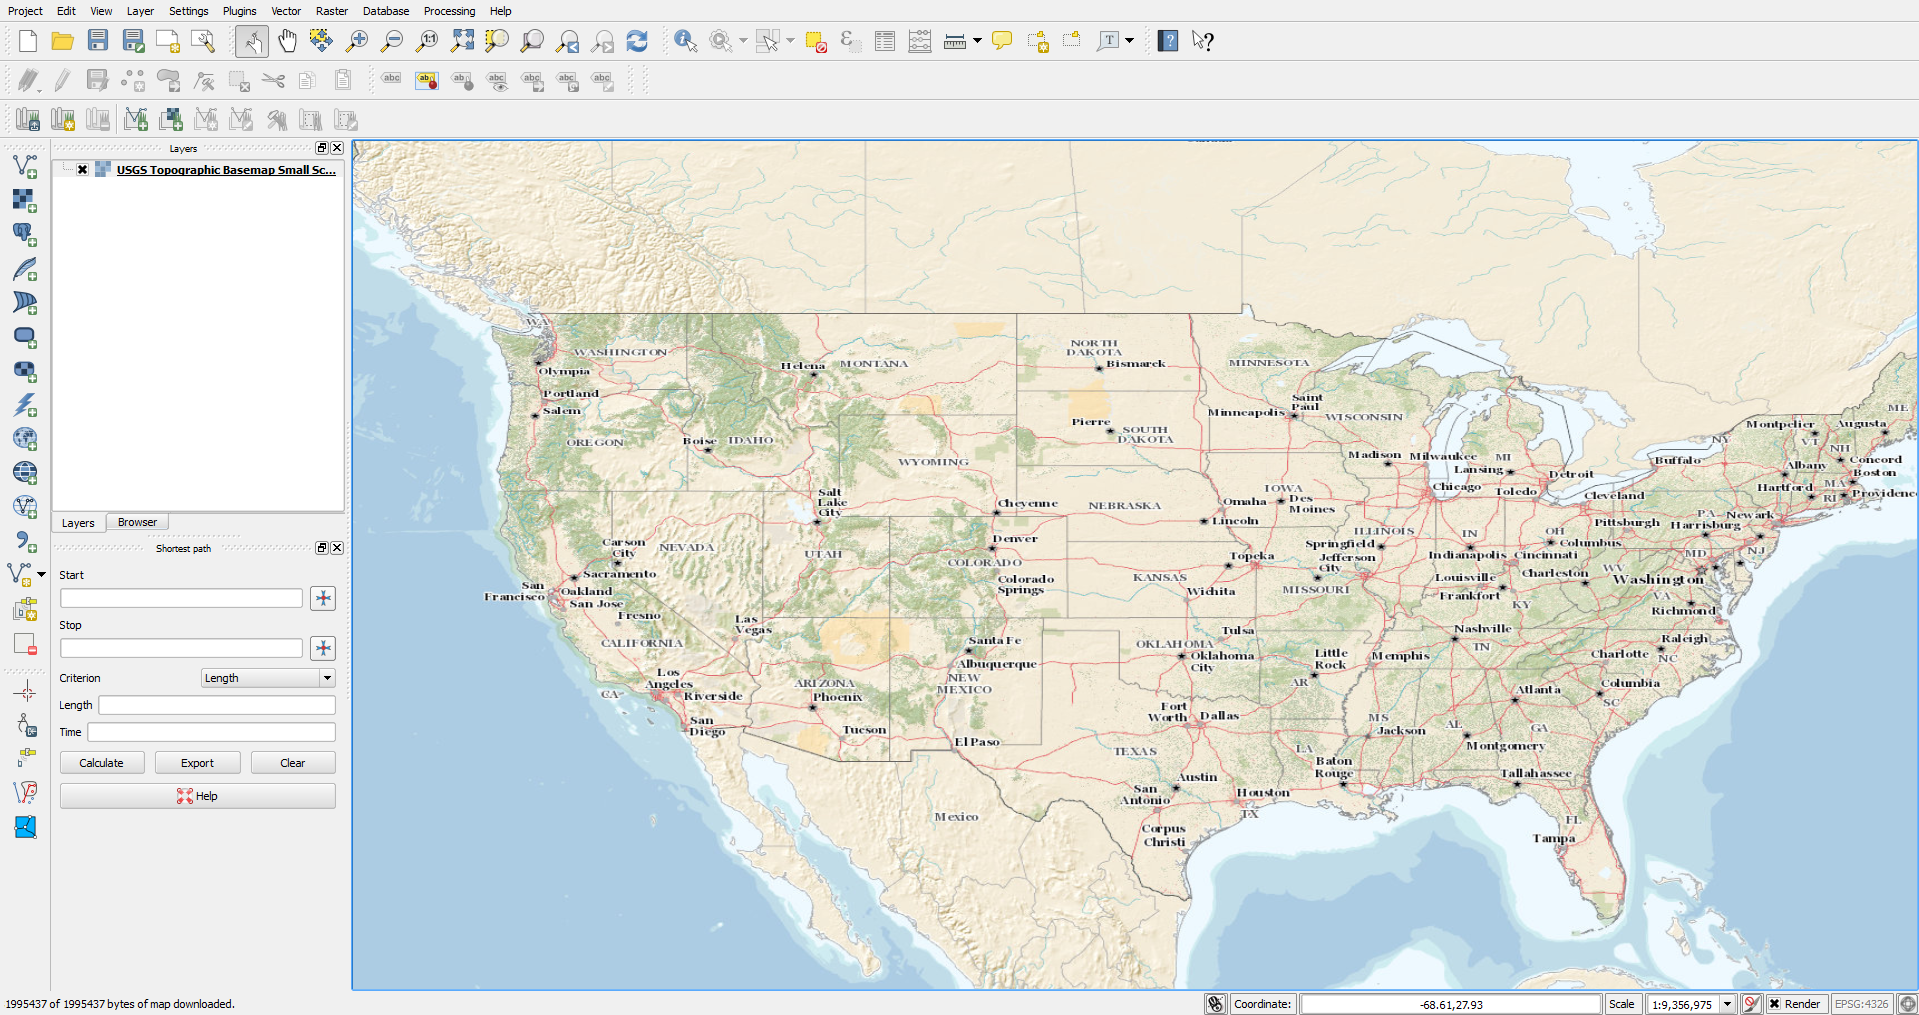 Project Edit View Layer Settings Plugins Vector Raster Database Processing Help
Layers
USGS Topographic Basemap Small Sc...
Layers Browser
Shortest path
Start
Stop
Criterion Length
Length
Time
Calculate Export Clear
Help
WA
WASHINGTON
Olympia
Portland
Salem
OREGON
Boise
IDAHO
Helena
MONTANA
NORTH
DAKOTA
Bismarck
MINNESOTA
Saint
Paul
Minneapolis
WISCONSIN
Pierre
SOUTH
DAKOTA
WYOMING
Madison
Milwaukee
MI
Lansing
Detroit
Buffalo
NY
Montpelier
VT
Augusta
ME
NH
Concord
Albany
Boston
Hartford
MA
RI
Providence
Salt
Lake
City
Cheyenne
NEBRASKA
IOWA
Omaha
Des
Moines
Lincoln
Chicago
Toledo
Cleveland
Pittsburgh
PA
Harrisburg
Newark
NJ
MD
Carson
City
NEVADA
UTAH
Denver
COLORADO
Colorado
Springs
Topeka
KANSAS
Wichita
ILLINOIS
Springfield
Jefferson
City
MISSOURI
IN
Indianapolis
OH
Columbus
Cincinnati
Louisville
Frankfort
KY
Charleston
WV
Washington
VA
Richmond
Sacramento
San
Francisco
Oakland
San Jose
Fresno
CALIFORNIA
Las
Vegas
Los
Angeles
Riverside
CA
San
Diego
ARIZONA
Phoenix
Tucson
Santa Fe
Albuquerque
NEW
MEXICO
El Paso
Tulsa
OKLAHOMA
Oklahoma
City
Little
Rock
AR
Memphis
Nashville
TN
Raleigh
Charlotte
NC
Columbia
SC
Atlanta
GA
AL
Montgomery
MS
Jackson
LA
Baton
Rouge
Fort
Worth
Dallas
TEXAS
Austin
San
Antonio
Houston
TX
Corpus
Christi
Tallahassee
FL
Tampa
Mexico
1995437 of 1995437 bytes of map downloaded.
Coordinate: -68.61,27.93 Scale 1:9,356,975 Render EPSG:4326